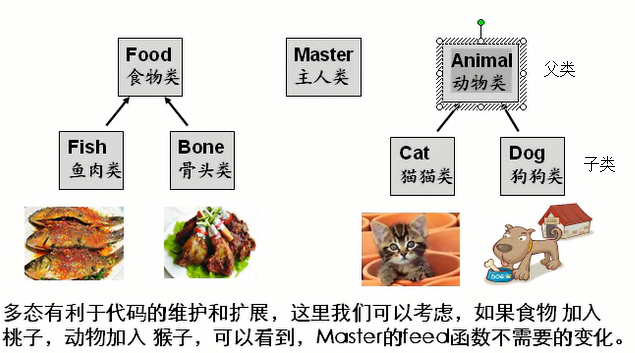 Food
食物类
Master
主人类
Animal
动物类
父类
Fish
鱼肉类
Bone
骨头类
Cat
猫猫类
Dog
狗狗类
子类
DOG
DOG
多态有利于代码的维护和扩展，这里我们可以考虑，如果食物 加入
桃子，动物加入 猴子，可以看到，Master的feed函数不需要的变化。